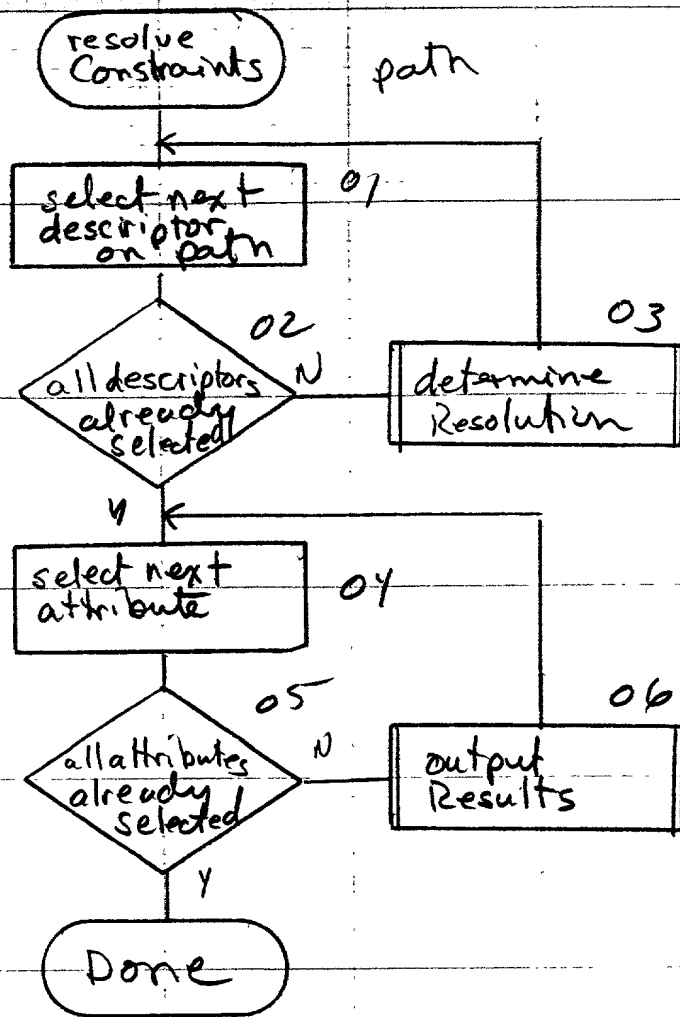 resolve
Constraints
path
select next
descriptor
on path
01
02
all descriptors
already
selected
N
03
determine
Resolution
Y
select next
attribute
04
05
all attributes
already
selected
N
06
output
Results
Y
Done